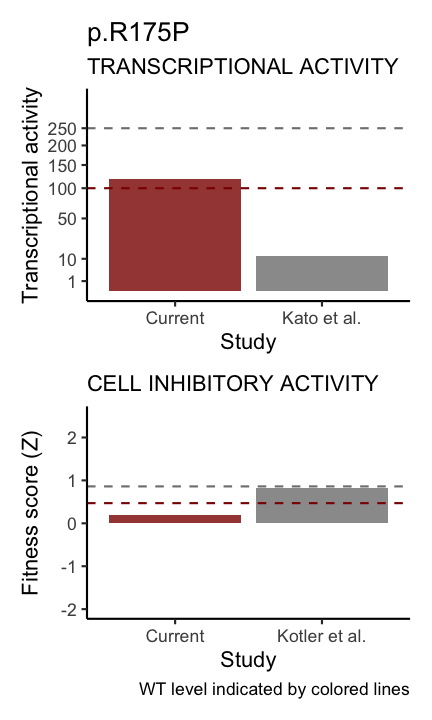 p.R175P
TRANSCRIPTIONAL ACTIVITY
Transcriptional activity
250
200
150
100
50
10
1
Current
Kato et al.
Study
CELL INHIBITORY ACTIVITY
Fitness score (Z)
2
1
0
-1
-2
Current
Kotler et al.
Study
WT level indicated by colored lines